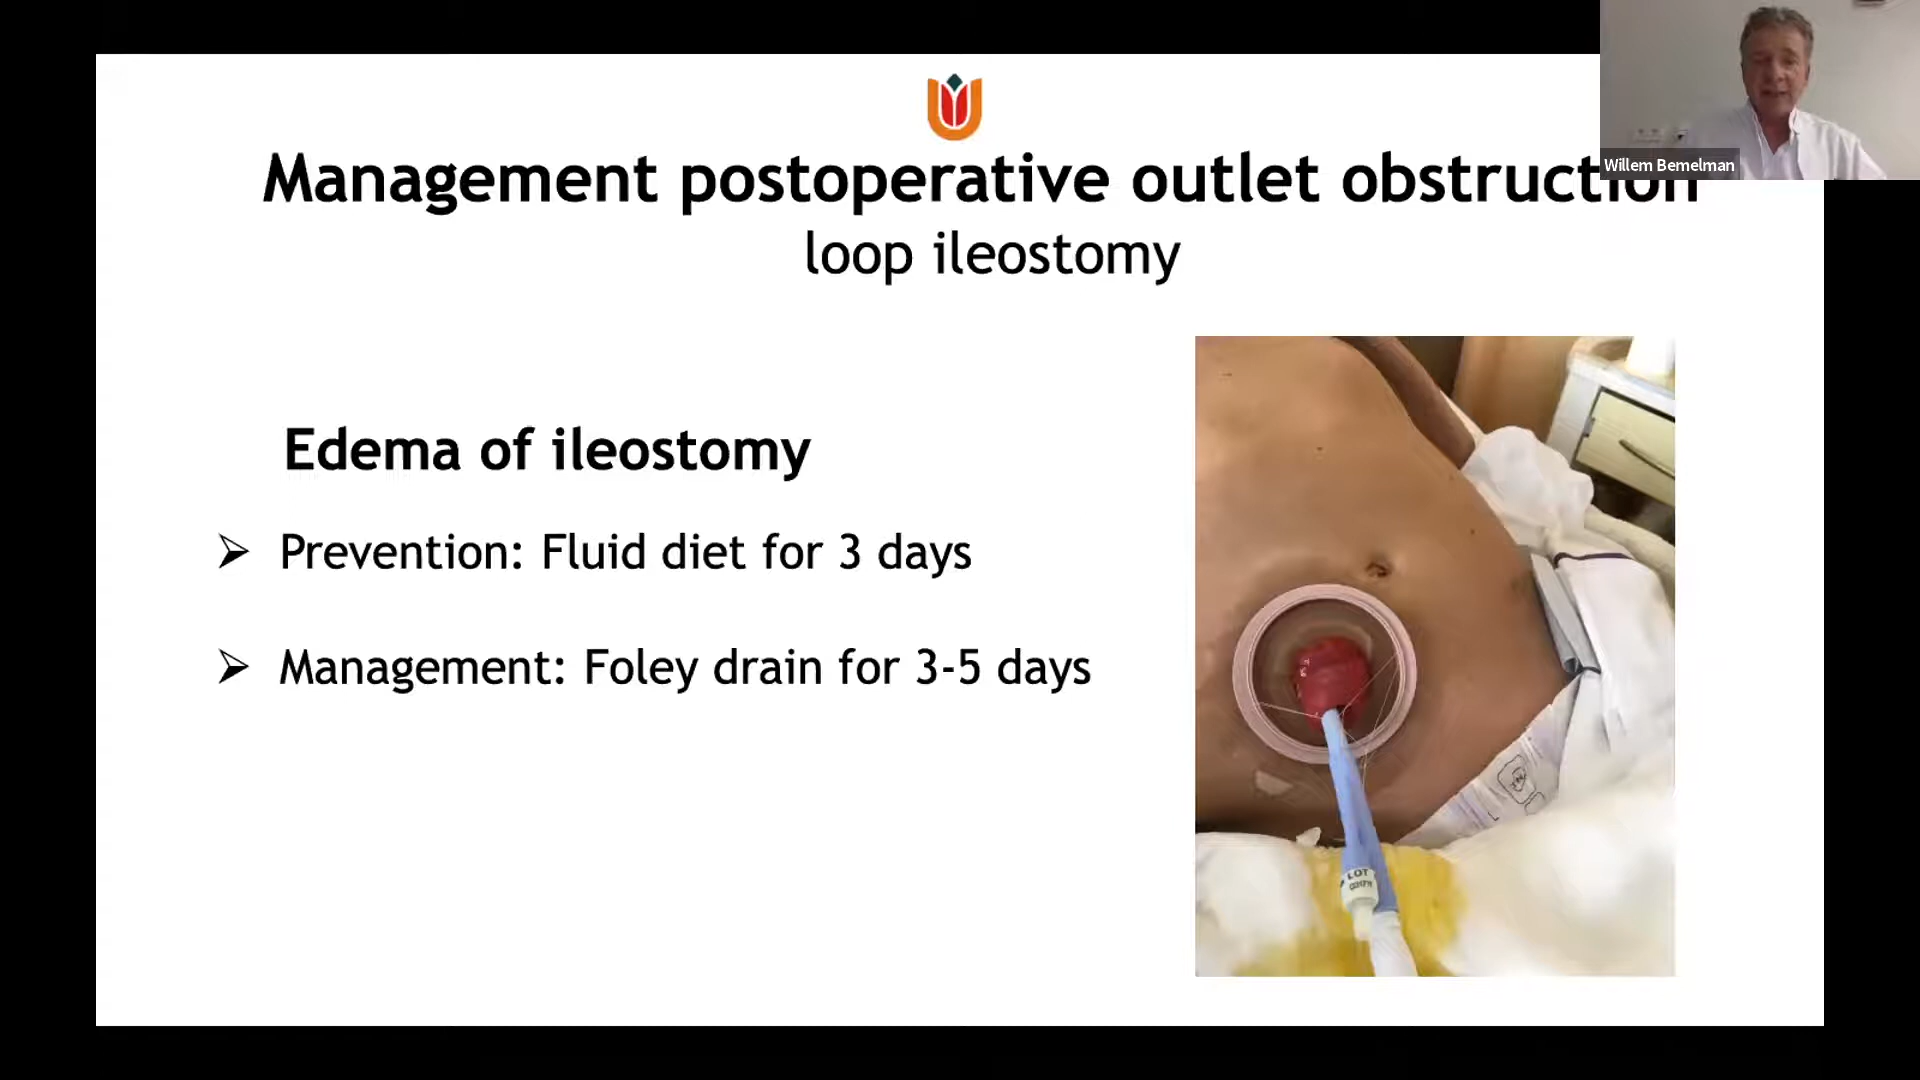 Management postoperative outlet obstruction
loop ileostomy
Willem Bemelman
Edema of ileostomy
Prevention: Fluid diet for 3 days
Management: Foley drain for 3-5 days
LOT